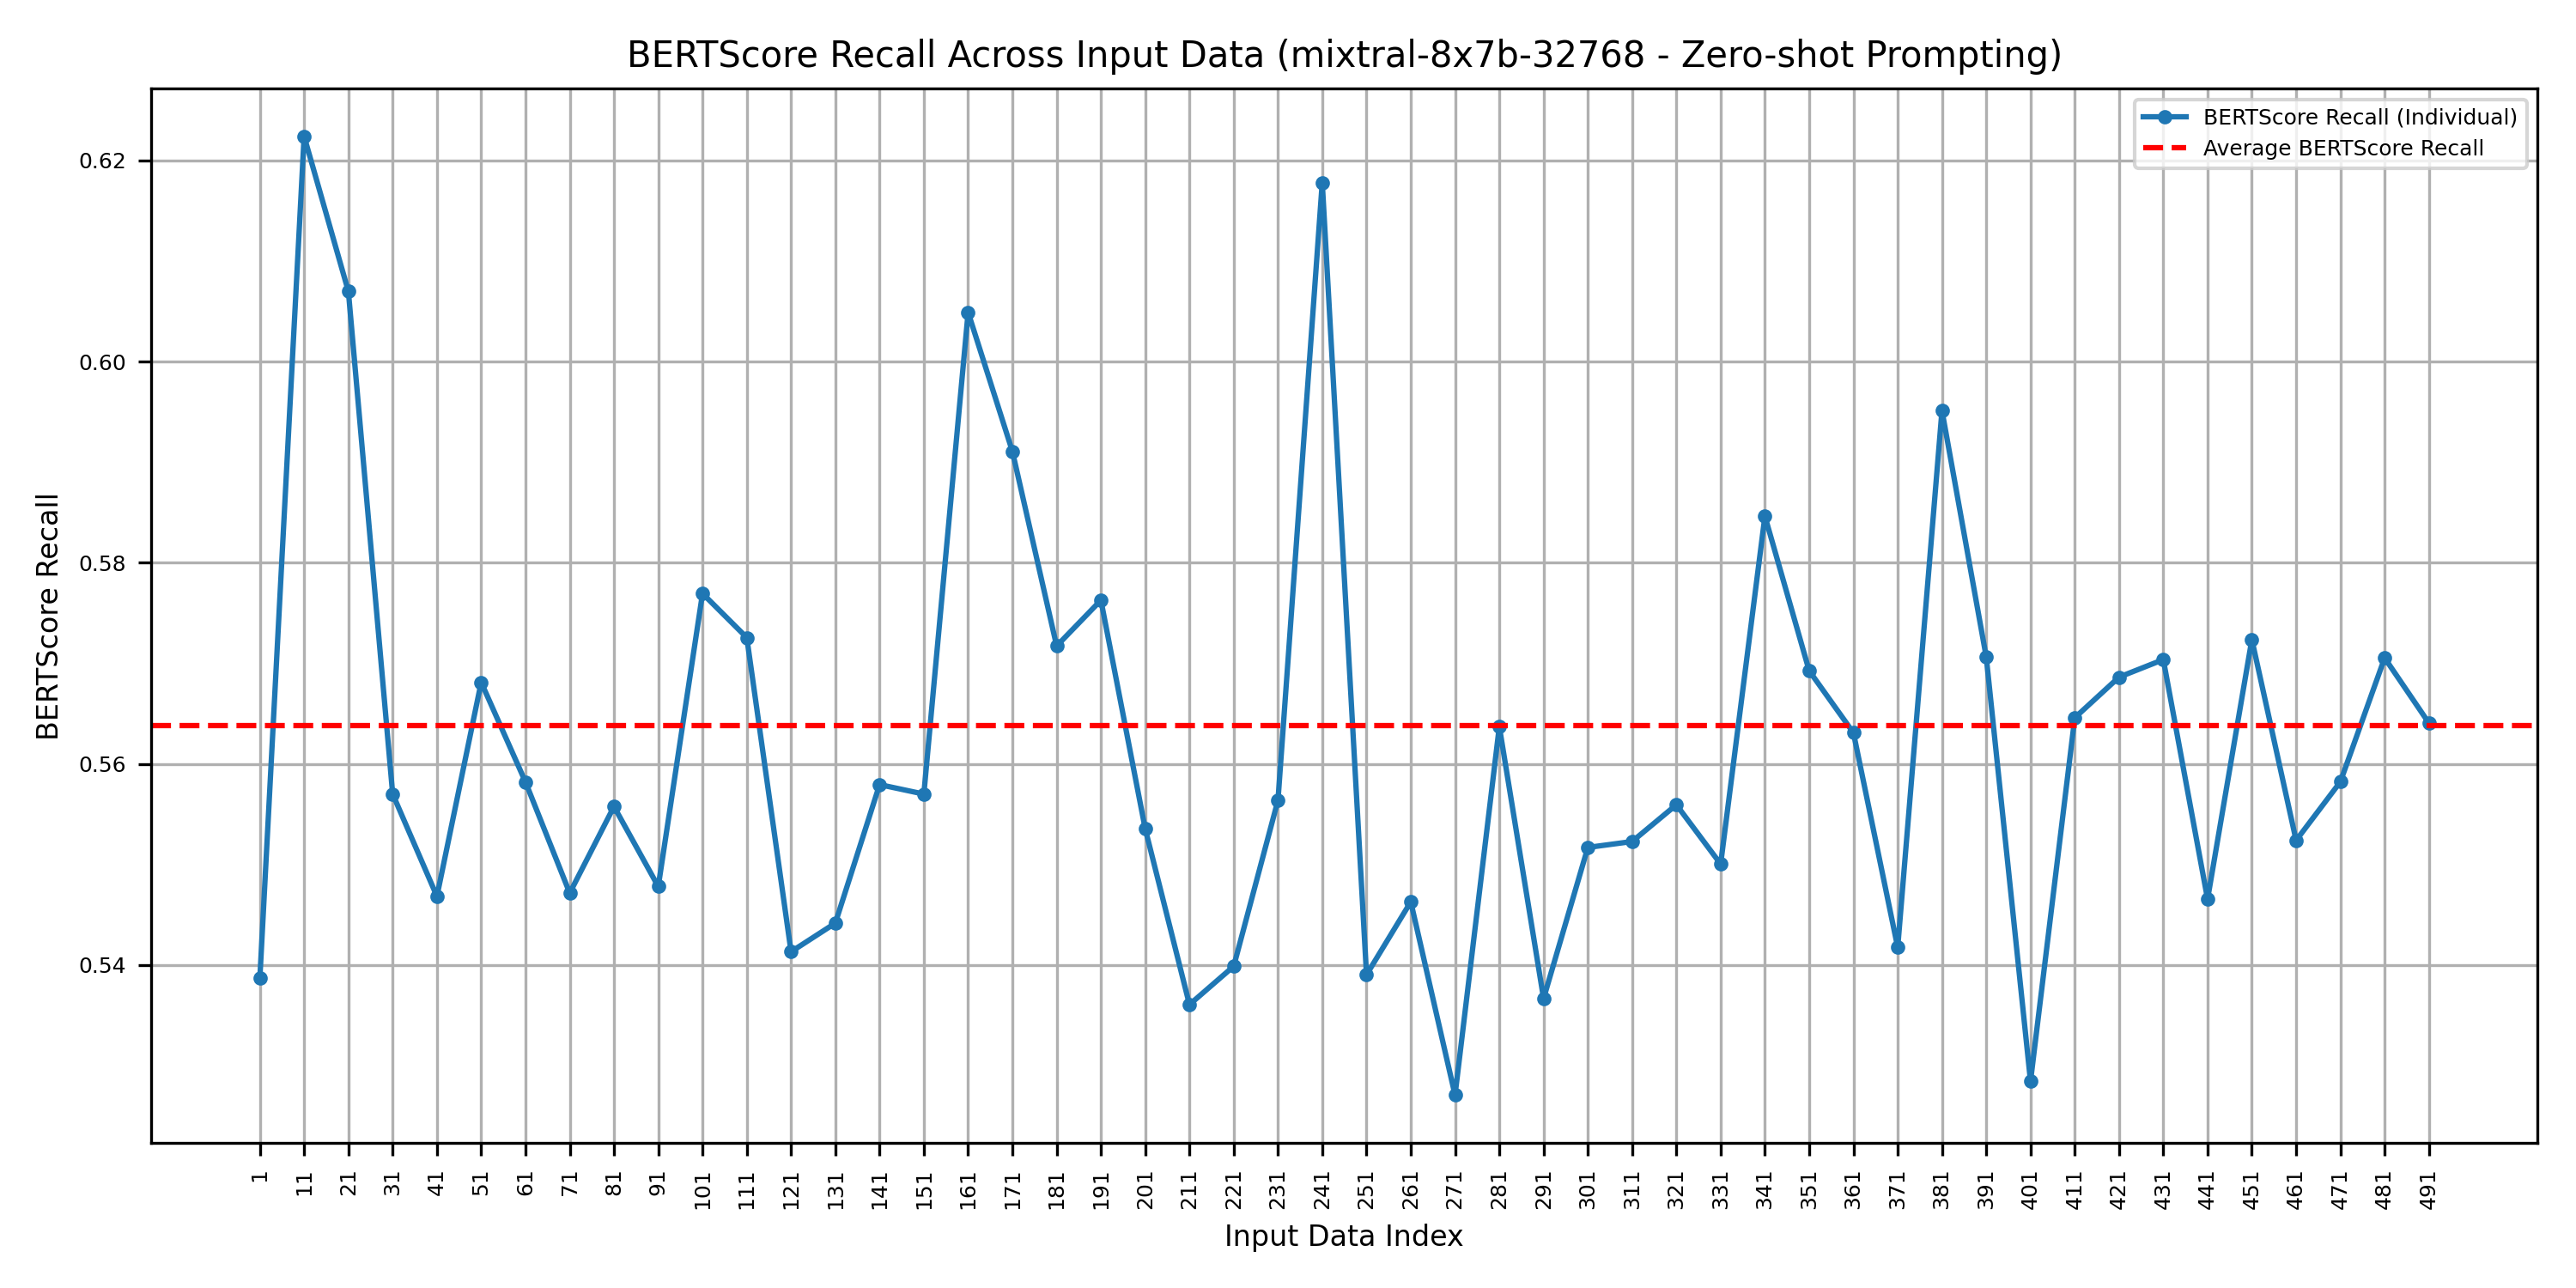 BERTScore Recall Across Input Data (mixtral-8x7b-32768 - Zero-shot Prompting)
BERTScore Recall (Individual)
Average BERTScore Recall
BERTScore Recall
0.62
0.60
0.58
0.56
0.54
1 11 21 31 41 51 61 71 81 91 101 111 121 131 141 151 161 171 181 191 201 211 221 231 241 251 261 271 281 291 301 311 321 331 341 351 361 371 381 391 401 411 421 431 441 451 461 471 481 491
Input Data Index